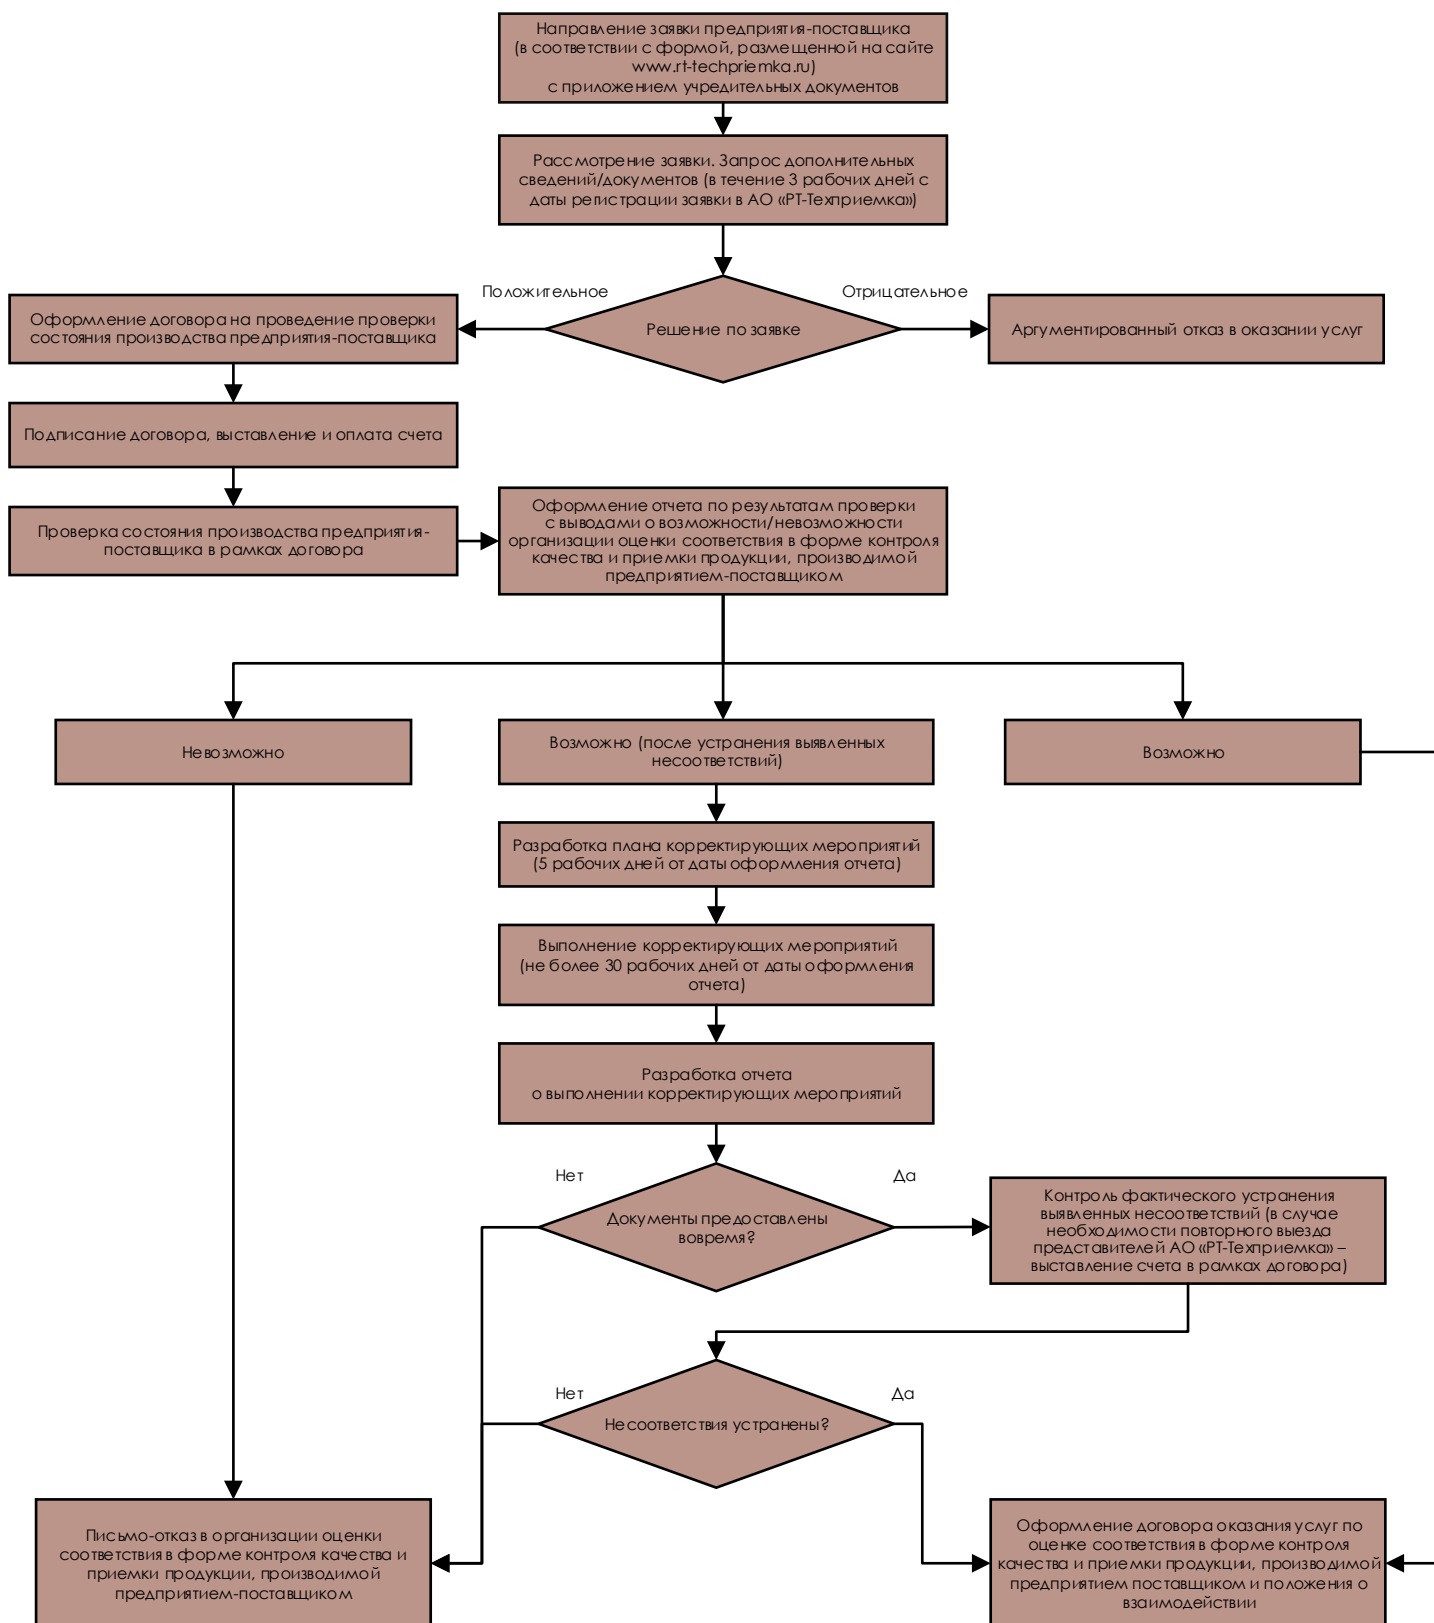 Направление заявки предприятия-поставщика
(в соответствии с формой, размещенной на сайте
www.rt-techpriemka.ru)
с приложением учредительных документов
Рассмотрение заявки. Запрос дополнительных
сведений/документов (в течение 3 рабочих дней с
даты регистрации заявки в АО «РТ-Техприемка»)
Положительное
Отрицательное
Решение по заявке
Оформление договора на проведение проверки
состояния производства предприятия-поставщика
Аргументированный отказ в оказании услуг
Подписание договора, выставление и оплата счета
Проверка состояния производства предприятия-
поставщика в рамках договора
Оформление отчета по результатам проверки
с выводами о возможности/невозможности
организации оценки соответствия в форме контроля
качества и приемки продукции, производимой
предприятием-поставщиком
Невозможно
Возможно (после устранения выявленных
несоответствий)
Возможно
Разработка плана корректирующих мероприятий
(5 рабочих дней от даты оформления отчета)
Выполнение корректирующих мероприятий
(не более 30 рабочих дней от даты оформления
отчета)
Разработка отчета
о выполнении корректирующих мероприятий
Нет
Да
Документы предоставлены
вовремя?
Контроль фактического устранения
выявленных несоответствий (в случае
необходимости повторного выезда
представителей АО «РТ-Техприемка» –
выставление счета в рамках договора)
Нет
Да
Несоответствия устранены?
Письмо-отказ в организации оценки
соответствия в форме контроля качества и
приемки продукции, производимой
предприятием-поставщиком
Оформление договора оказания услуг по
оценке соответствия в форме контроля
качества и приемки продукции, производимой
предприятием поставщиком и положения о
взаимодействии